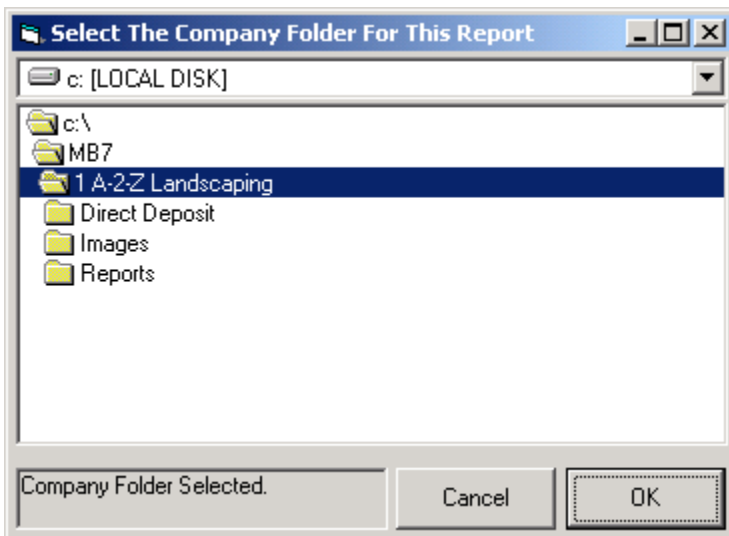 Select The Company Folder For This Report
c: [LOCAL DISK]
c:\
MB7
1 A-2-Z Landscaping
Direct Deposit
Images
Reports
Company Folder Selected.
Cancel
OK